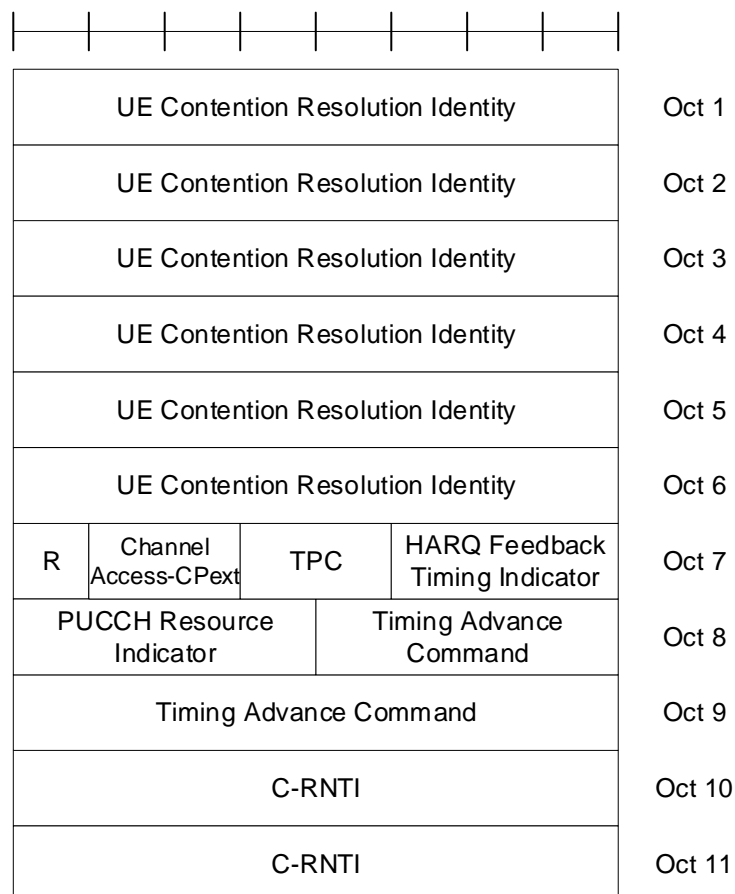 UE Contention Resolution Identity Oct 1
UE Contention Resolution Identity Oct 2
UE Contention Resolution Identity Oct 3
UE Contention Resolution Identity Oct 4
UE Contention Resolution Identity Oct 5
UE Contention Resolution Identity Oct 6
R
Channel
Access-CPext
TPC
HARQ Feedback
Timing Indicator
Oct 7
PUCCH Resource
Indicator
Timing Advance
Command
Oct 8
Timing Advance Command Oct 9
C-RNTI Oct 10
C-RNTI Oct 11